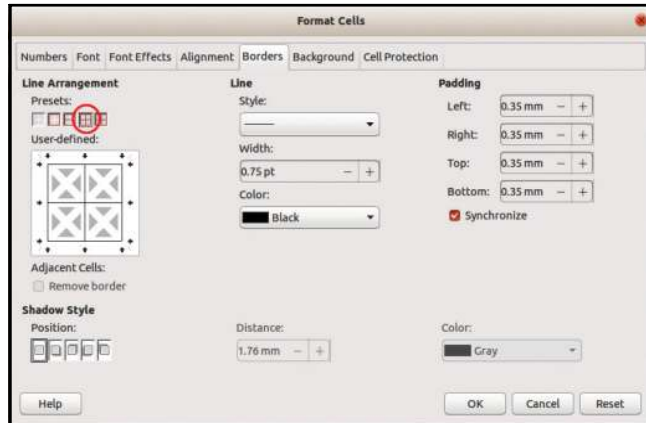 Format Cells
Numbers Font Font Effects Alignment Borders Background Cell Protection
Line Arrangement
Presets:
User-defined:
Adjacent Cells:
Remove border
Line
Style:
Width:
0.75 pt − +
Color:
Black
Padding
Left: 0.35 mm − +
Right: 0.35 mm − +
Top: 0.35 mm − +
Bottom: 0.35 mm − +
Synchronize
Shadow Style
Position:
Distance:
1.76 mm − +
Color:
Gray
Help OK Cancel Reset